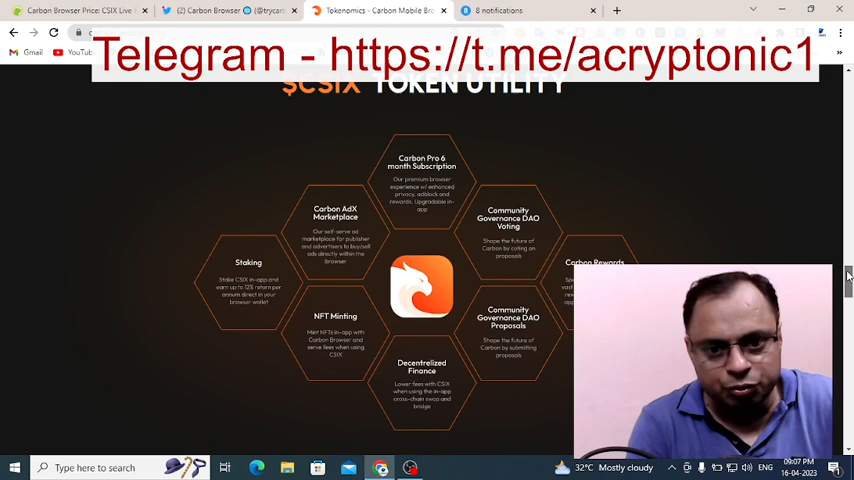 Carbon Browser Price: CSIX Live
(2) Carbon Browser
(@trycarb
Tokenomics - Carbon Mobile Bro
8 notifications
Gmail
YouTub
Telegram - https://t.me/acryptonic1
$CSIX TOKEN UTILITY
Carbon Pro 6
month Subscription
Our premium browser
experience w/ enhanced
privacy, adblock and
rewards. Upgradable in-
app
Carbon AdX
Marketplace
Our self-serve ad
marketplace for publisher
and advertisers to buy/sell
ads directly within the
browser
Community
Governance DAO
Voting
Shape the future of
Carbon by voting on
proposals
Staking
Stake CSIX in-app and
earn up to 12% return per
annum direct in your
browser wallet
Carbon Rewards
NFT Minting
Mint NFTs in-app with
Carbon Browser and
serve fees when using
CSIX
Community
Governance DAO
Proposals
Shape the future of
Carbon by submitting
proposals
Decentrelized
Finance
Lower fees with CSIX
when using the in-app
cross-chain swap and
bridge
Type here to search
32°C Mostly cloudy
ENG
09:07 PM
16-04-2023